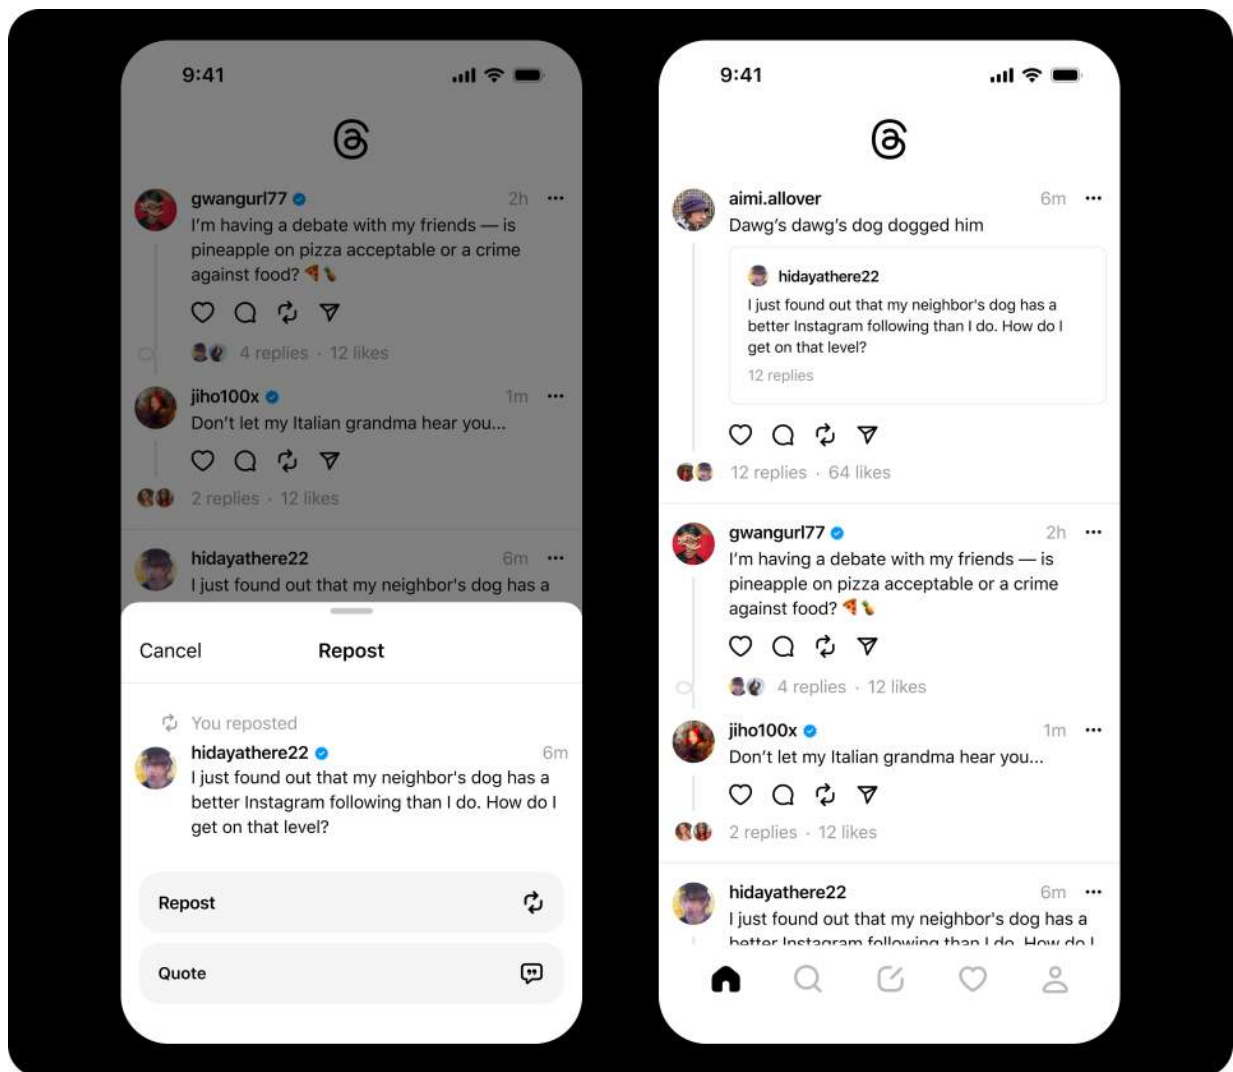 9:41
gwangurl77
2h
I’m having a debate with my friends — is
pineapple on pizza acceptable or a crime
against food? 🍕🍍
4 replies · 12 likes
jiho100x
1m
Don’t let my Italian grandma hear you...
2 replies · 12 likes
hidayathere22
6m
I just found out that my neighbor's dog has a
Cancel
Repost
You reposted
hidayathere22
6m
I just found out that my neighbor's dog has a
better Instagram following than I do. How do I
get on that level?
Repost
Quote
9:41
aimi.allover
6m
Dawg’s dawg’s dog dogged him
hidayathere22
I just found out that my neighbor's dog has a
better Instagram following than I do. How do I
get on that level?
12 replies
12 replies · 64 likes
gwangurl77
2h
I’m having a debate with my friends — is
pineapple on pizza acceptable or a crime
against food? 🍕🍍
4 replies · 12 likes
jiho100x
1m
Don’t let my Italian grandma hear you...
2 replies · 12 likes
hidayathere22
6m
I just found out that my neighbor's dog has a
better Instagram following than I do. How do I